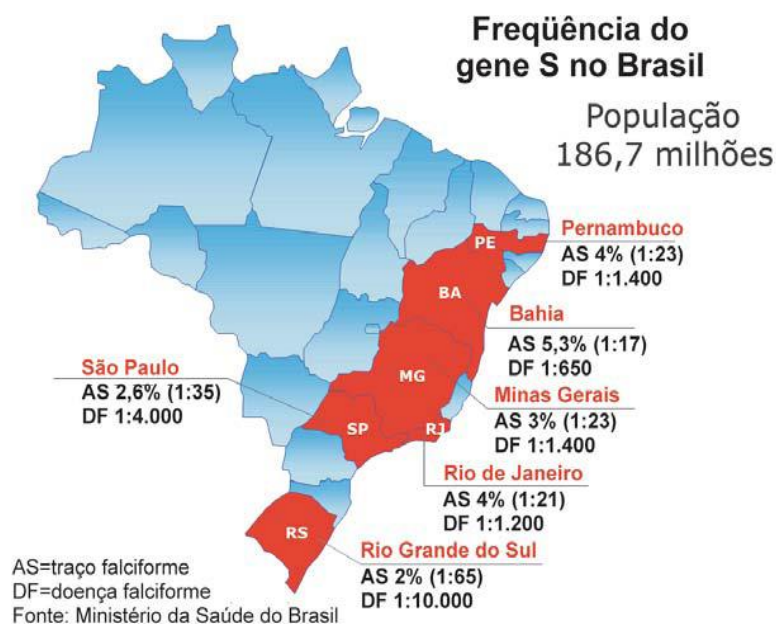 Freqüência do
gene S no Brasil
População
186,7 milhões
PE
Pernambuco
AS 4% (1:23)
DF 1:1.400
BA
Bahia
AS 5,3% (1:17)
DF 1:650
São Paulo
AS 2,6% (1:35)
DF 1:4.000
MG
Minas Gerais
AS 3% (1:23)
DF 1:1.400
SP
RJ
Rio de Janeiro
AS 4% (1:21)
DF 1:1.200
RS
Rio Grande do Sul
AS 2% (1:65)
DF 1:10.000
AS=traço falciforme
DF=doença falciforme
Fonte: Ministério da Saúde do Brasil